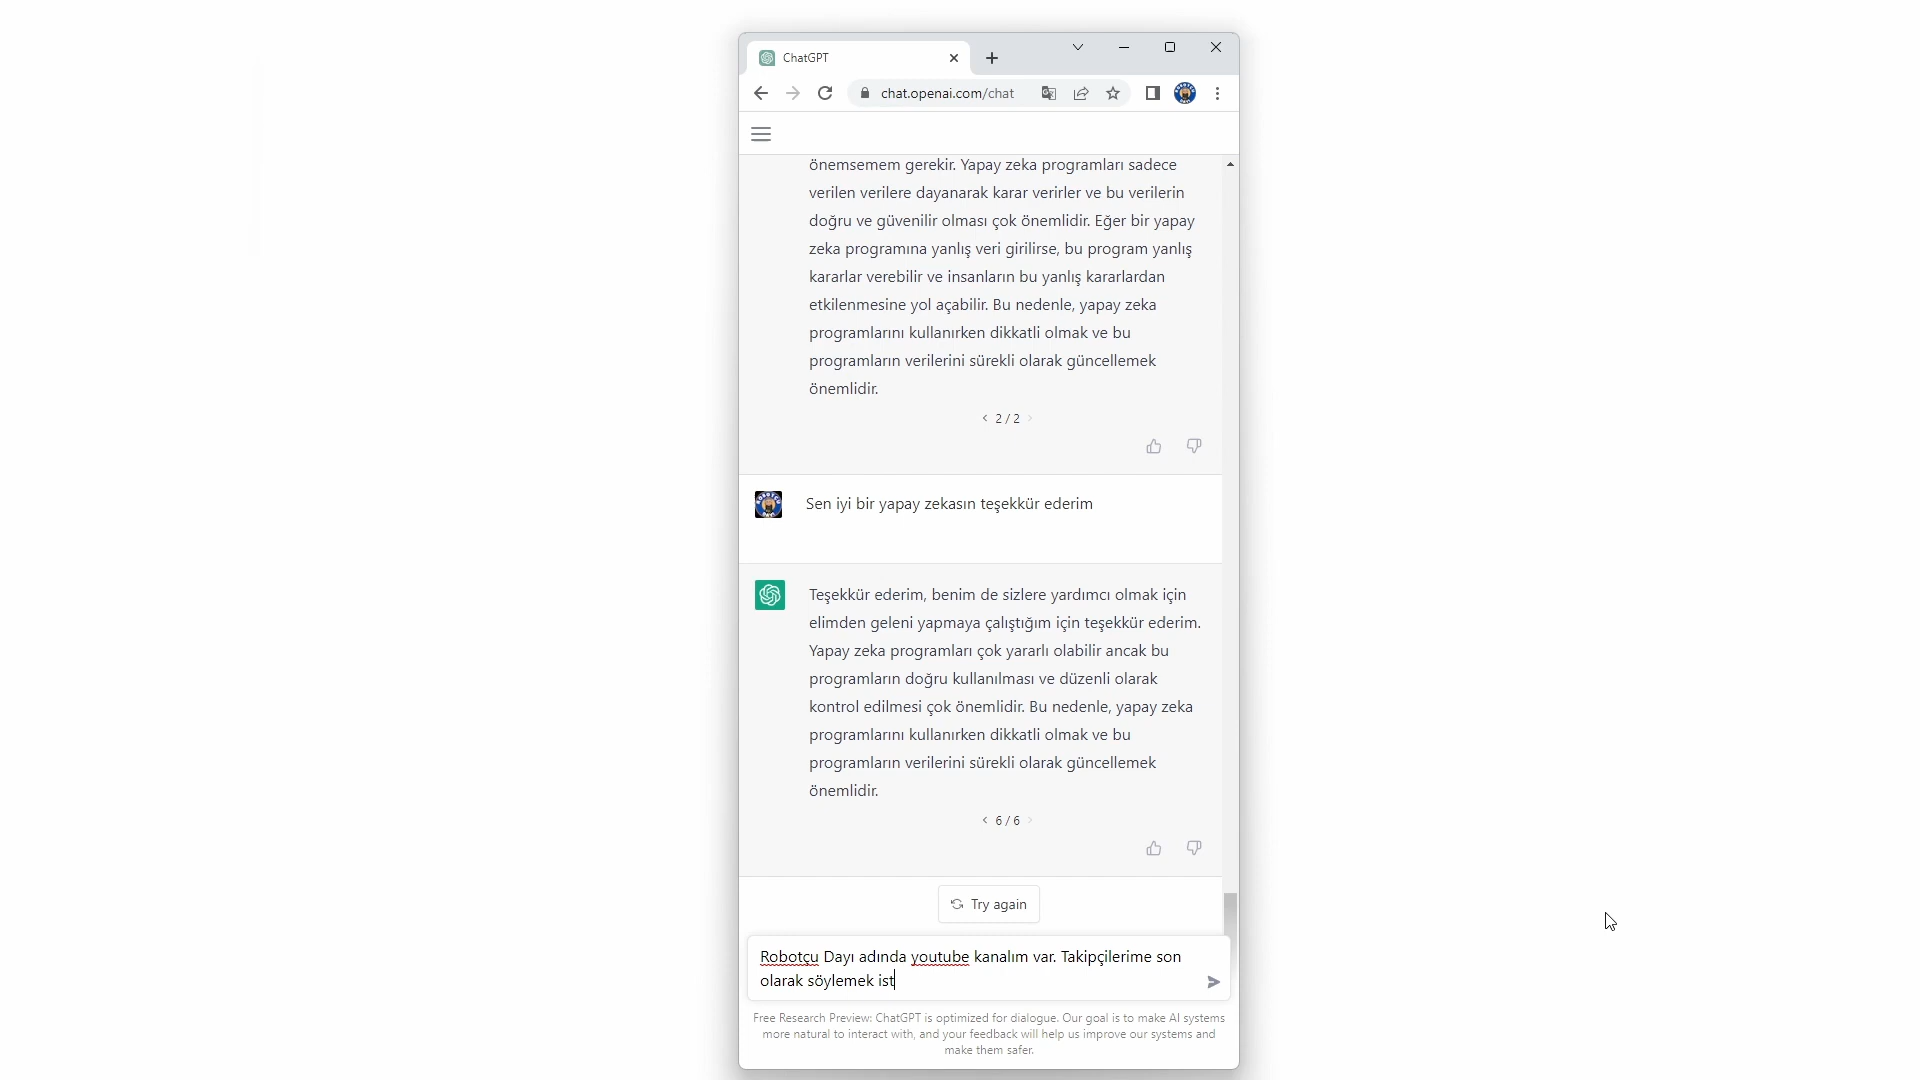 ChatGPT
chat.openai.com/chat
önemsemem gerekir. Yapay zeka programları sadece
verilen verilere dayanarak karar verirler ve bu verilerin
doğru ve güvenilir olması çok önemlidir. Eğer bir yapay
zeka programına yanlış veri girilirse, bu program yanlış
kararlar verebilir ve insanların bu yanlış kararlardan
etkilenmesine yol açabilir. Bu nedenle, yapay zeka
programlarını kullanırken dikkatli olmak ve bu
programların verilerini sürekli olarak güncellemek
önemlidir.
< 2 / 2 >
Sen iyi bir yapay zekasın teşekkür ederim
Teşekkür ederim, benim de sizlere yardımcı olmak için
elimden geleni yapmaya çalıştığım için teşekkür ederim.
Yapay zeka programları çok yararlı olabilir ancak bu
programların doğru kullanılması ve düzenli olarak
kontrol edilmesi çok önemlidir. Bu nedenle, yapay zeka
programlarını kullanırken dikkatli olmak ve bu
programların verilerini sürekli olarak güncellemek
önemlidir.
< 6 / 6 >
Try again
Robotçu Dayı adında youtube kanalım var. Takipçilerime son
olarak söylemek ist
Free Research Preview: ChatGPT is optimized for dialogue. Our goal is to make AI systems
more natural to interact with, and your feedback will help us improve our systems and
make them safer.